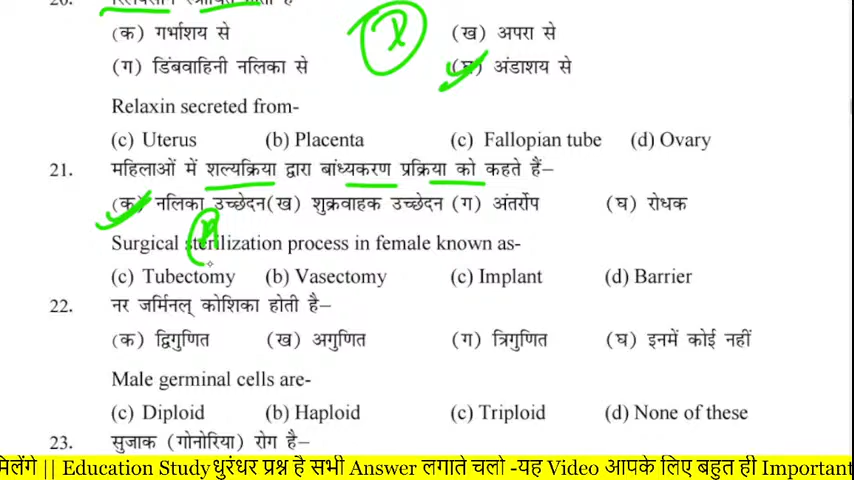 20. रिलैक्सीन स्त्रावित होता है
(क) गर्भाशय से (ख) अपरा से
(ग) डिंबवाहिनी नलिका से (घ) अंडाशय से
Relaxin secreted from-
(c) Uterus (b) Placenta (c) Fallopian tube (d) Ovary
21. महिलाओं में शल्यक्रिया द्वारा बांध्यकरण प्रक्रिया को कहते हैं–
(क) नलिका उच्छेदन(ख) शुक्रवाहक उच्छेदन (ग) अंतर्रोप (घ) रोधक
Surgical sterilization process in female known as-
(c) Tubectomy (b) Vasectomy (c) Implant (d) Barrier
22. नर जर्मिनल् कोशिका होती है–
(क) द्विगुणित (ख) अगुणित (ग) त्रिगुणित (घ) इनमें कोई नहीं
Male germinal cells are-
(c) Diploid (b) Haploid (c) Triploid (d) None of these
23. सुजाक (गोनोरिया) रोग है–
मिलेंगे || Education Studyधुरंधर प्रश्न है सभी Answer लगाते चलो -यह Video आपके लिए बहुत ही Important